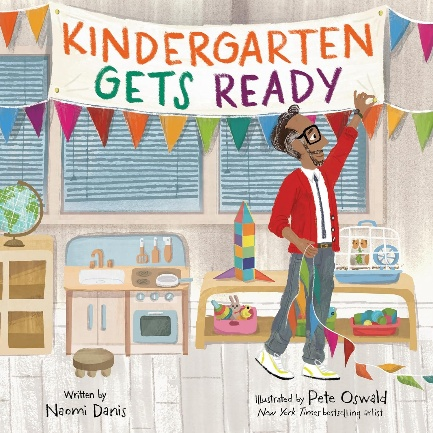 KINDERGARTEN
GETS READY
Written by
Naomi Danis
Illustrated by Pete Oswald
New York Times bestselling artist